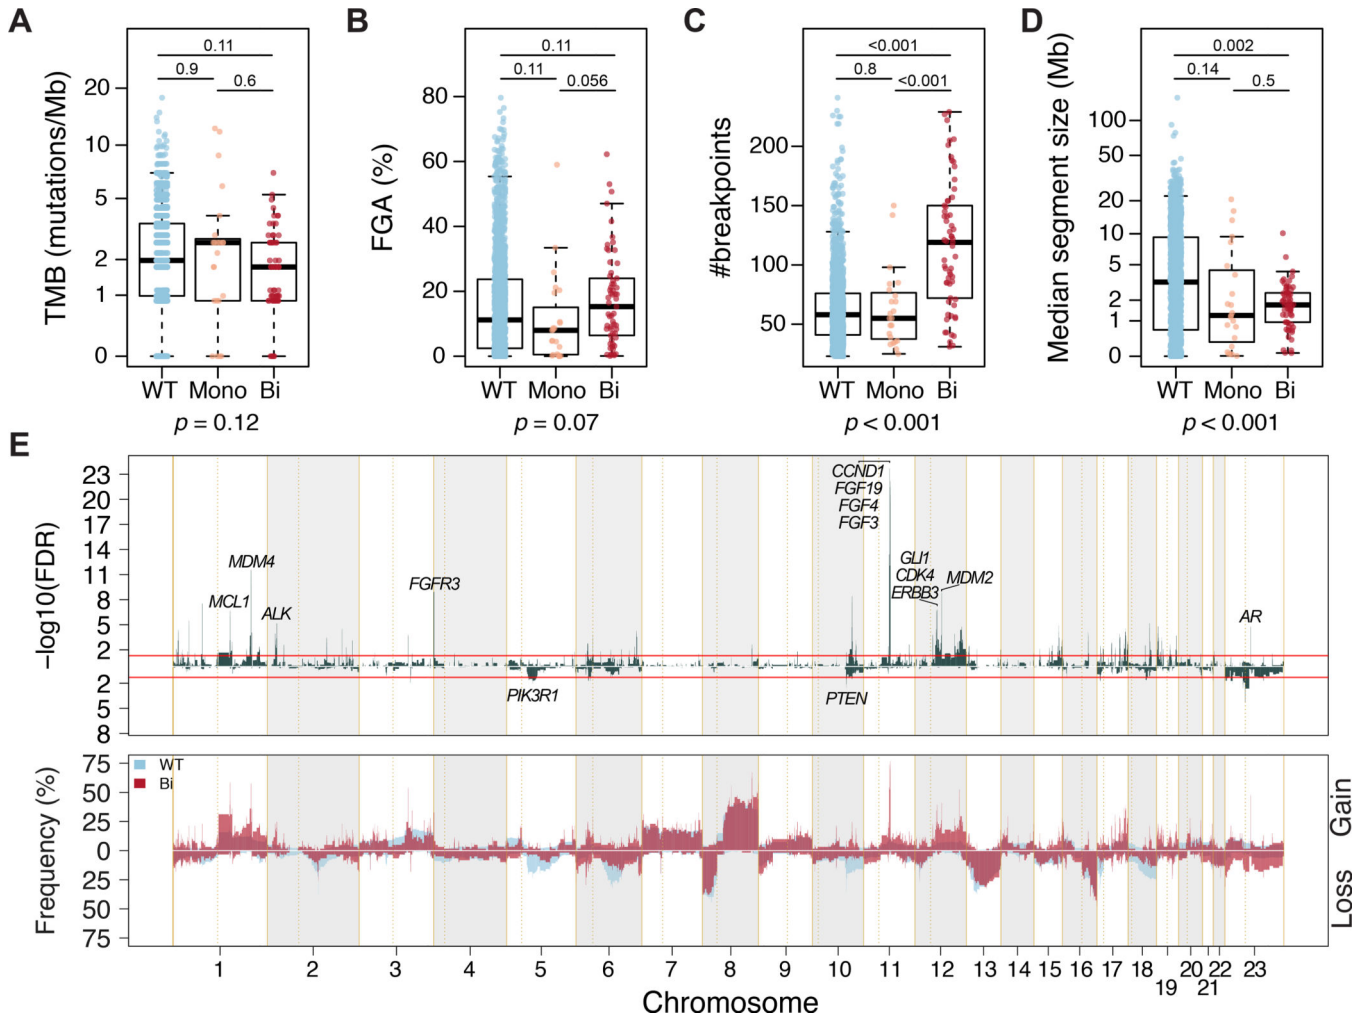 A
TMB (mutations/Mb)
0.11
0.9
0.6
20
10
5
2
1
0
WT Mono Bi
p = 0.12
B
FGA (%)
0.11
0.11
0.056
80
60
40
20
0
WT Mono Bi
p = 0.07
C
#breakpoints
<0.001
0.8
<0.001
200
150
100
50
WT Mono Bi
p < 0.001
D
Median segment size (Mb)
0.002
0.14
0.5
100
50
20
10
5
2
1
0
WT Mono Bi
p < 0.001
E
−log10(FDR)
23
20
17
14
11
8
5
2
2
5
8
MDM4
MCL1
ALK
FGFR3
PIK3R1
CCND1
FGF19
FGF4
FGF3
PTEN
GLI1
CDK4
ERBB3
MDM2
AR
Frequency (%)
75
50
25
0
25
50
75
WT
Bi
Gain
Loss
1 2 3 4 5 6 7 8 9 10 11 12 13 14 15 16 17 18 19 20 21 22 23
Chromosome